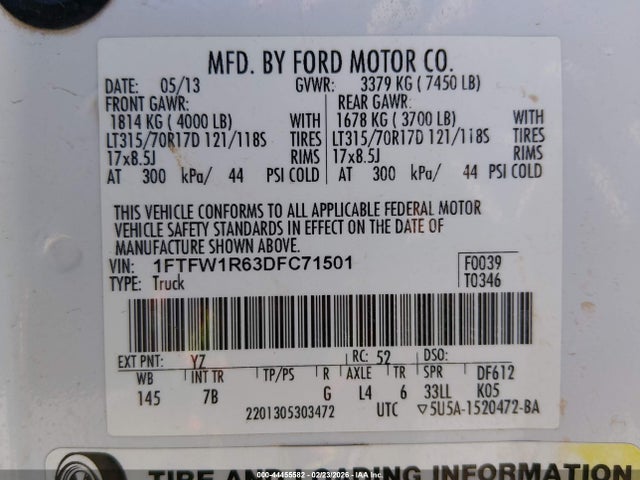 MFD. BY FORD MOTOR CO.
DATE: 05/13 GVWR: 3379 KG ( 7450 LB)
FRONT GAWR: REAR GAWR:
1814 KG ( 4000 LB) WITH 1678 KG ( 3700 LB) WITH
LT315/70R17D 121/118S TIRES LT315/70R17D 121/118S TIRES
17x8.5J RIMS 17x8.5J RIMS
AT 300 kPa/ 44 PSI COLD AT 300 kPa/ 44 PSI COLD
THIS VEHICLE CONFORMS TO ALL APPLICABLE FEDERAL MOTOR
VEHICLE SAFETY STANDARDS IN EFFECT ON THE DATE OF
MANUFACTURE SHOWN ABOVE.
VIN: 1FTFW1R63DFC71501 F0039
TYPE: Truck T0346
EXT PNT: YZ RC: 52 DSO:
WB INT TR TP/PS R AXLE TR SPR DF612
145 7B G L4 6 33LL K05
2201305303472 UTC ▽5U5A-1520472-BA
TIRE AND LOADING INFORMATION
000-44455582 - 02/23/2026 - IAA Inc.